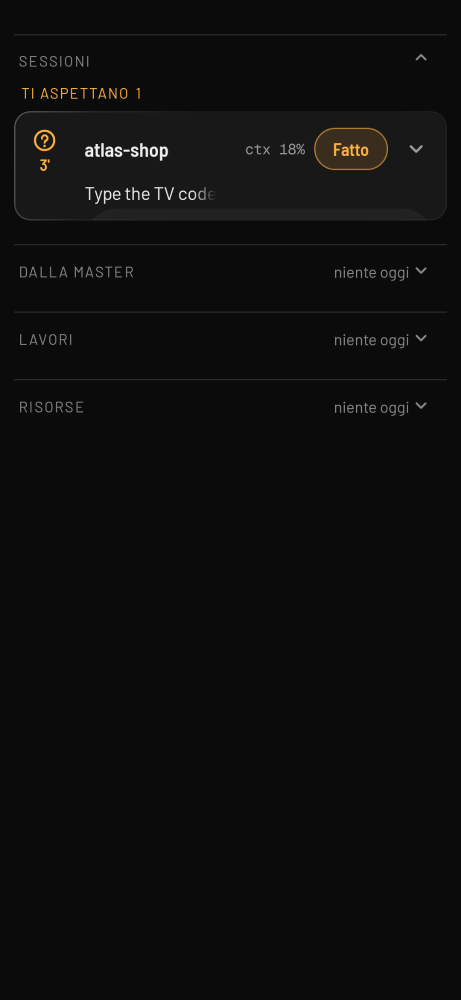 SESSIONI
TI ASPETTANO 1
atlas-shop ctx 18% Fatto
3'
Type the TV code
DALLA MASTER niente oggi
LAVORI niente oggi
RISORSE niente oggi